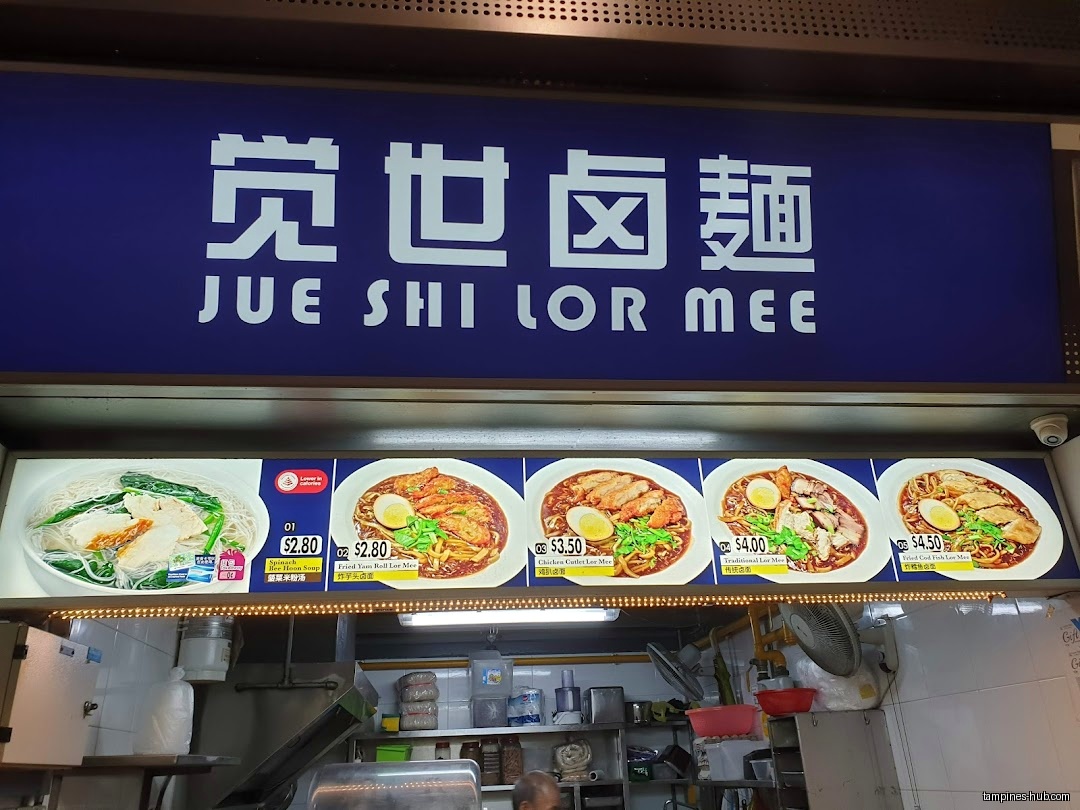 觉世卤麵
JUE SHI LOR MEE
Lower in
calories
01
$2.80
Spinach
Bee Hoon Soup
菠菜米粉汤
02 $2.80
Fried Yam Roll Lor Mee
炸芋头卤面
03 $3.50
Chicken Cutlet Lor Mee
鸡扒卤面
04 $4.00
Traditional Lor Mee
传统卤面
05 $4.50
Fried Cod Fish Lor Mee
炸鳕鱼卤面
tampines-hub.com